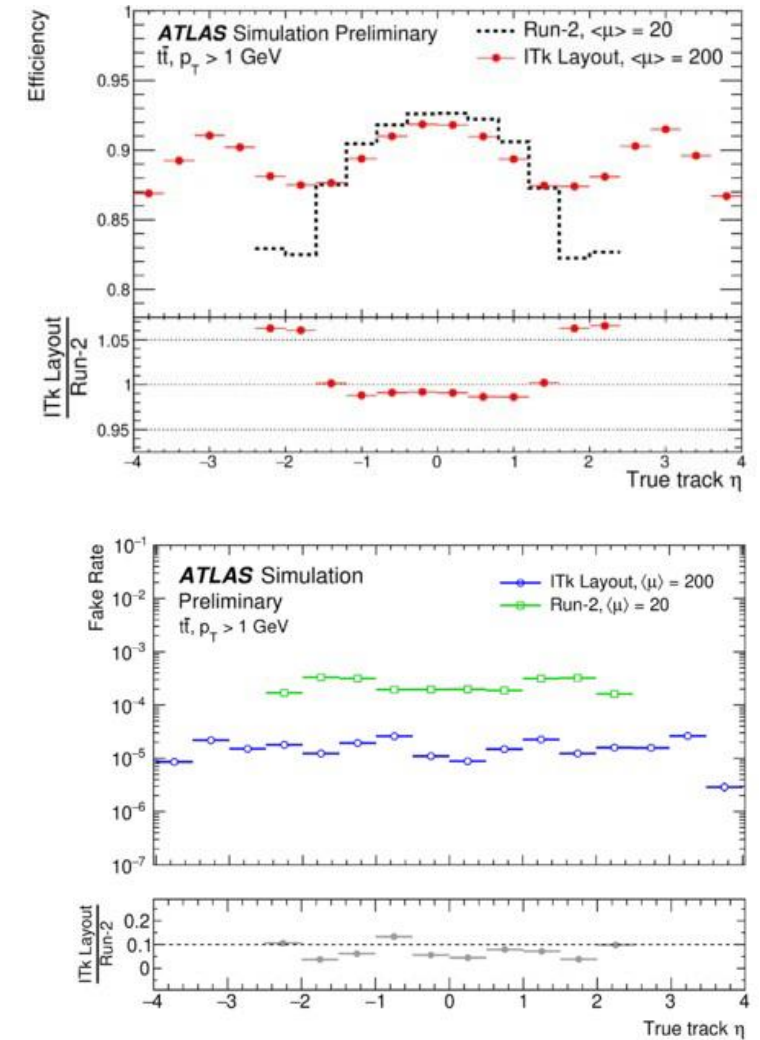 Efficiency
1
0.95
0.9
0.85
0.8
ATLAS Simulation Preliminary
tt̄, pT > 1 GeV
Run-2, <μ> = 20
ITk Layout, <μ> = 200
ITk Layout
Run-2
1.05
1
0.95
−4 −3 −2 −1 0 1 2 3 4
True track η
Fake Rate
10⁻¹
10⁻²
10⁻³
10⁻⁴
10⁻⁵
10⁻⁶
10⁻⁷
ATLAS Simulation
Preliminary
tt̄, pT > 1 GeV
ITk Layout, ⟨μ⟩ = 200
Run-2, ⟨μ⟩ = 20
ITk Layout
Run-2
0.2
0.1
0
−4 −3 −2 −1 0 1 2 3 4
True track η